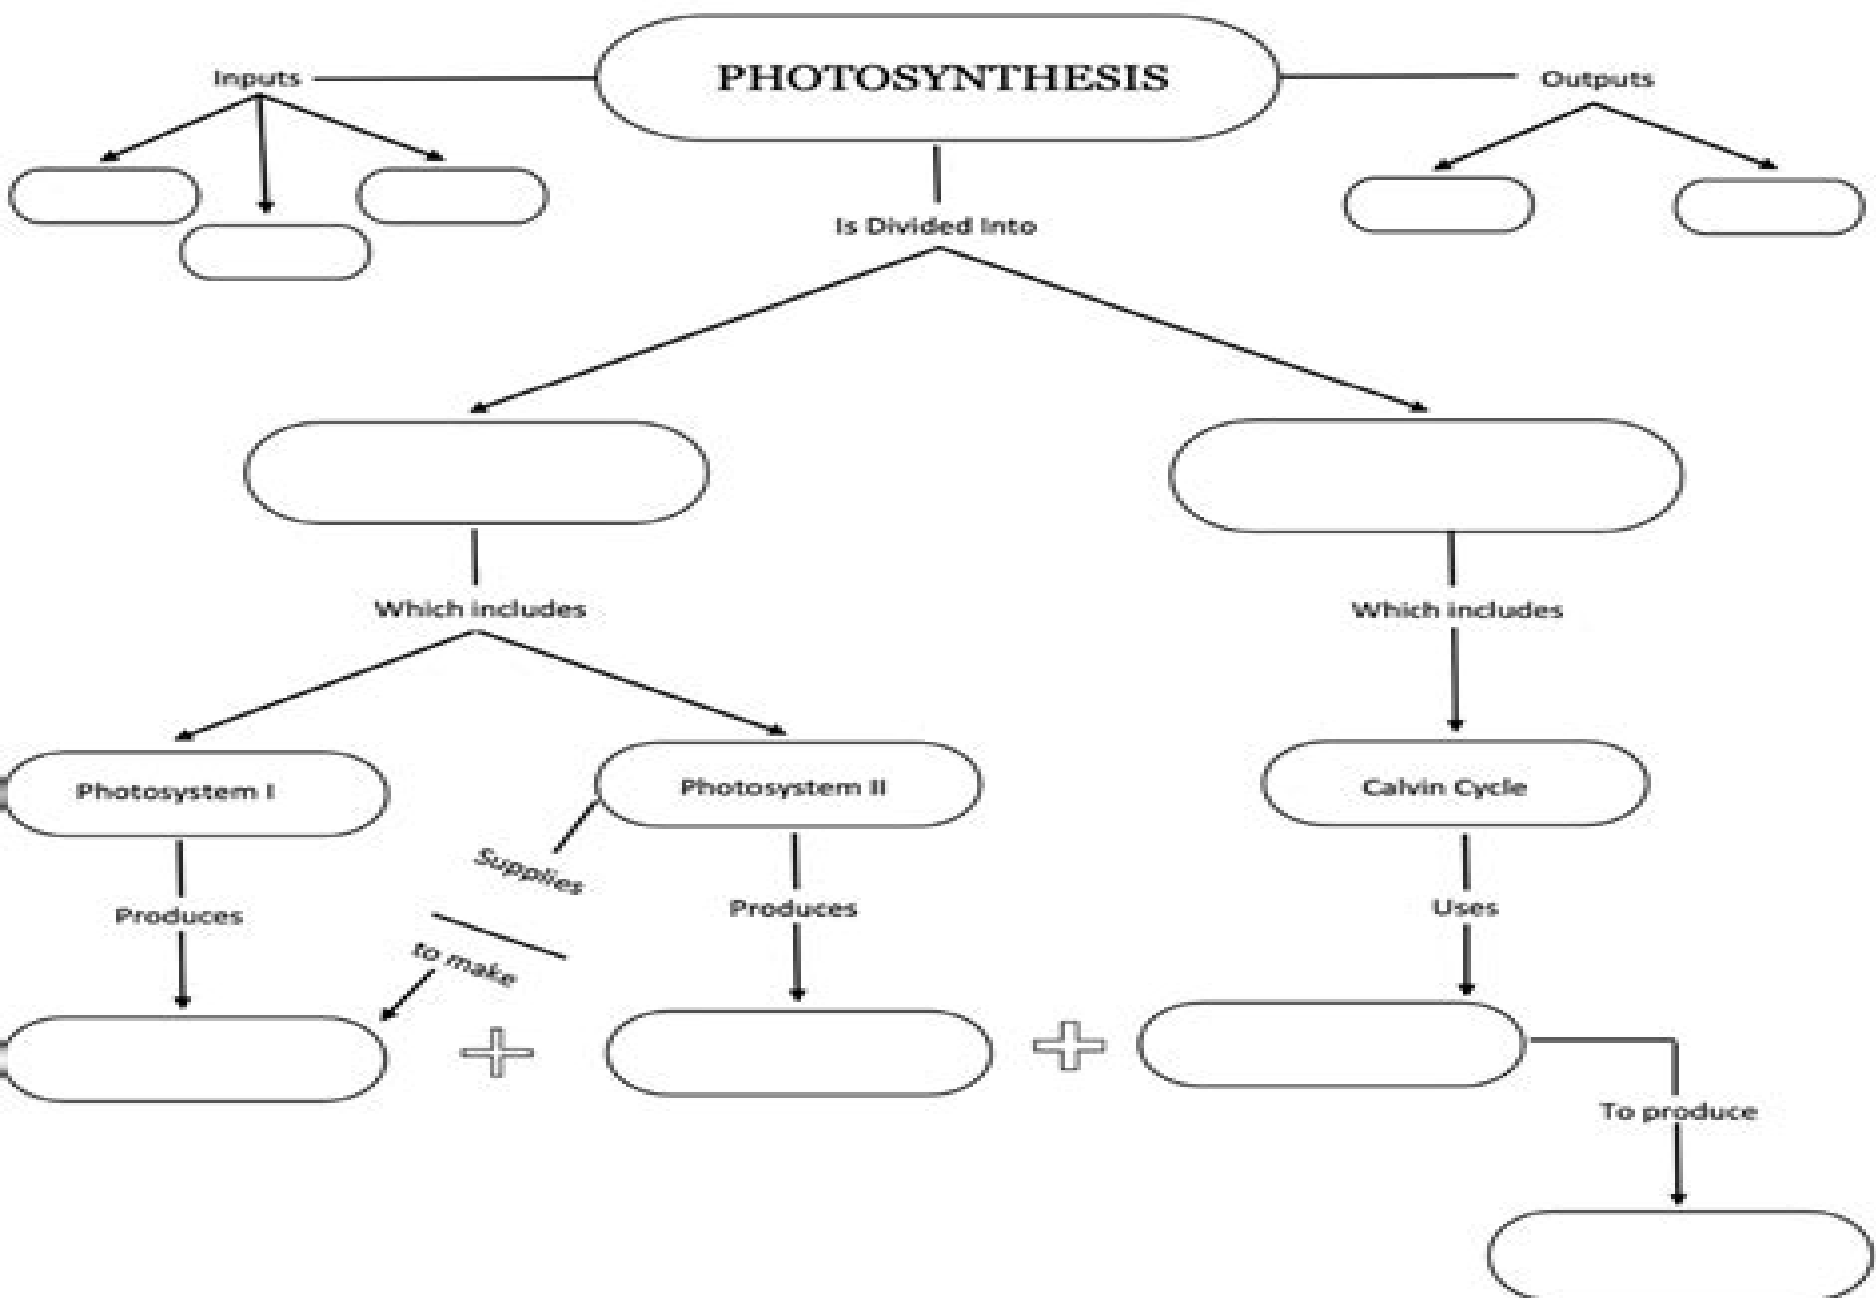 PHOTOSYNTHESIS
Inputs
Outputs
Is Divided Into
Which includes
Which includes
Photosystem I
Photosystem II
Calvin Cycle
Supplies
Produces
Produces
Uses
to make
To produce